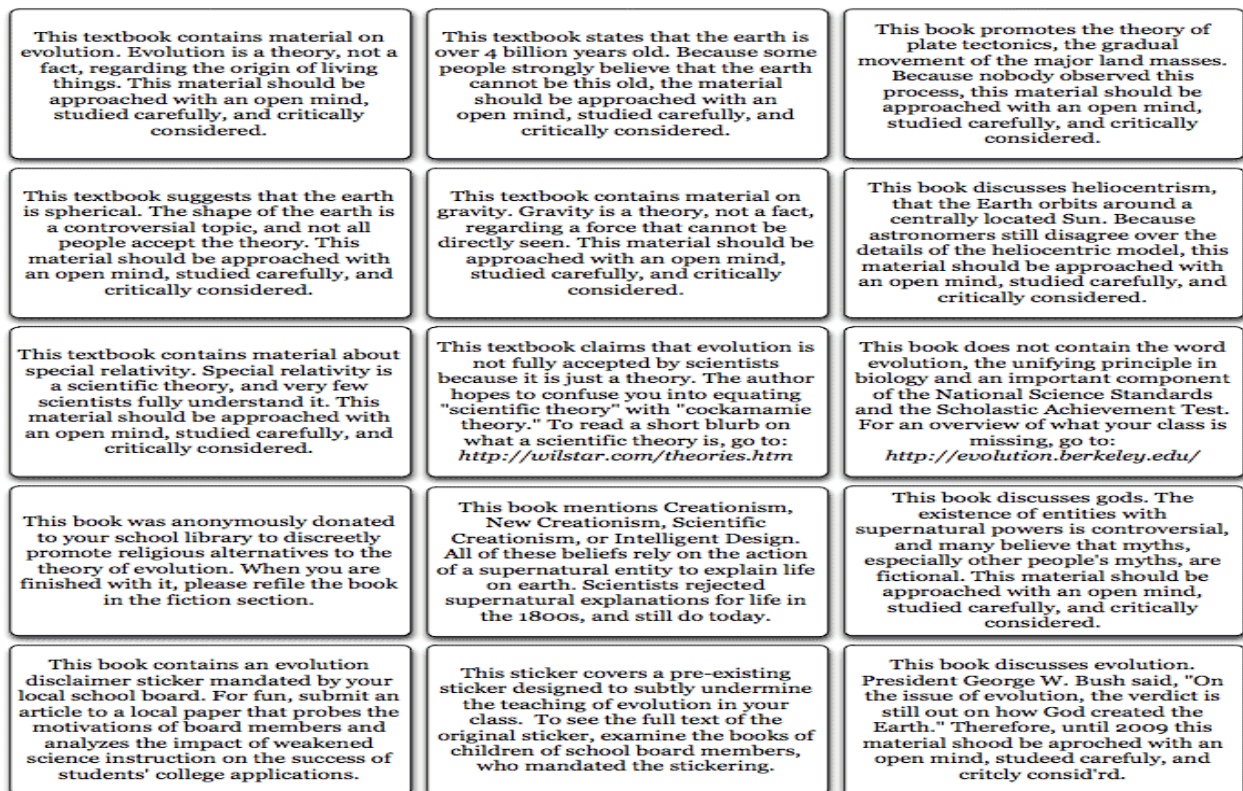 This textbook contains material on
evolution. Evolution is a theory, not a
fact, regarding the origin of living
things. This material should be
approached with an open mind,
studied carefully, and critically
considered.
This textbook states that the earth is
over 4 billion years old. Because some
people strongly believe that the earth
cannot be this old, the material
should be approached with an
open mind, studied carefully, and
critically considered.
This book promotes the theory of
plate tectonics, the gradual
movement of the major land masses.
Because nobody observed this
process, this material should be
approached with an open mind,
studied carefully, and critically
considered.
This textbook suggests that the earth
is spherical. The shape of the earth is
a controversial topic, and not all
people accept the theory. This
material should be approached with
an open mind, studied carefully, and
critically considered.
This textbook contains material on
gravity. Gravity is a theory, not a fact,
regarding a force that cannot be
directly seen. This material should be
approached with an open mind,
studied carefully, and critically
considered.
This book discusses heliocentrism,
that the Earth orbits around a
centrally located Sun. Because
astronomers still disagree over the
details of the heliocentric model, this
material should be approached with
an open mind, studied carefully, and
critically considered.
This textbook contains material about
special relativity. Special relativity is
a scientific theory, and very few
scientists fully understand it. This
material should be approached with
an open mind, studied carefully, and
critically considered.
This textbook claims that evolution is
not fully accepted by scientists
because it is just a theory. The author
hopes to confuse you into equating
"scientific theory" with "cockamamie
theory." To read a short blurb on
what a scientific theory is, go to:
http://wilstar.com/theories.htm
This book does not contain the word
evolution, the unifying principle in
biology and an important component
of the National Science Standards
and the Scholastic Achievement Test.
For an overview of what your class is
missing, go to:
http://evolution.berkeley.edu/
This book was anonymously donated
to your school library to discreetly
promote religious alternatives to the
theory of evolution. When you are
finished with it, please refile the book
in the fiction section.
This book mentions Creationism,
New Creationism, Scientific
Creationism, or Intelligent Design.
All of these beliefs rely on the action
of a supernatural entity to explain life
on earth. Scientists rejected
supernatural explanations for life in
the 1800s, and still do today.
This book discusses gods. The
existence of entities with
supernatural powers is controversial,
and many believe that myths,
especially other people's myths, are
fictional. This material should be
approached with an open mind,
studied carefully, and critically
considered.
This book contains an evolution
disclaimer sticker mandated by your
local school board. For fun, submit an
article to a local paper that probes the
motivations of board members and
analyzes the impact of weakened
science instruction on the success of
students' college applications.
This sticker covers a pre-existing
sticker designed to subtly undermine
the teaching of evolution in your
class. To see the full text of the
original sticker, examine the books of
children of school board members,
who mandated the stickering.
This book discusses evolution.
President George W. Bush said, "On
the issue of evolution, the verdict is
still out on how God created the
Earth." Therefore, until 2009 this
material shood be aproched with an
open mind, studeed carefuly, and
critcly consid'rd.